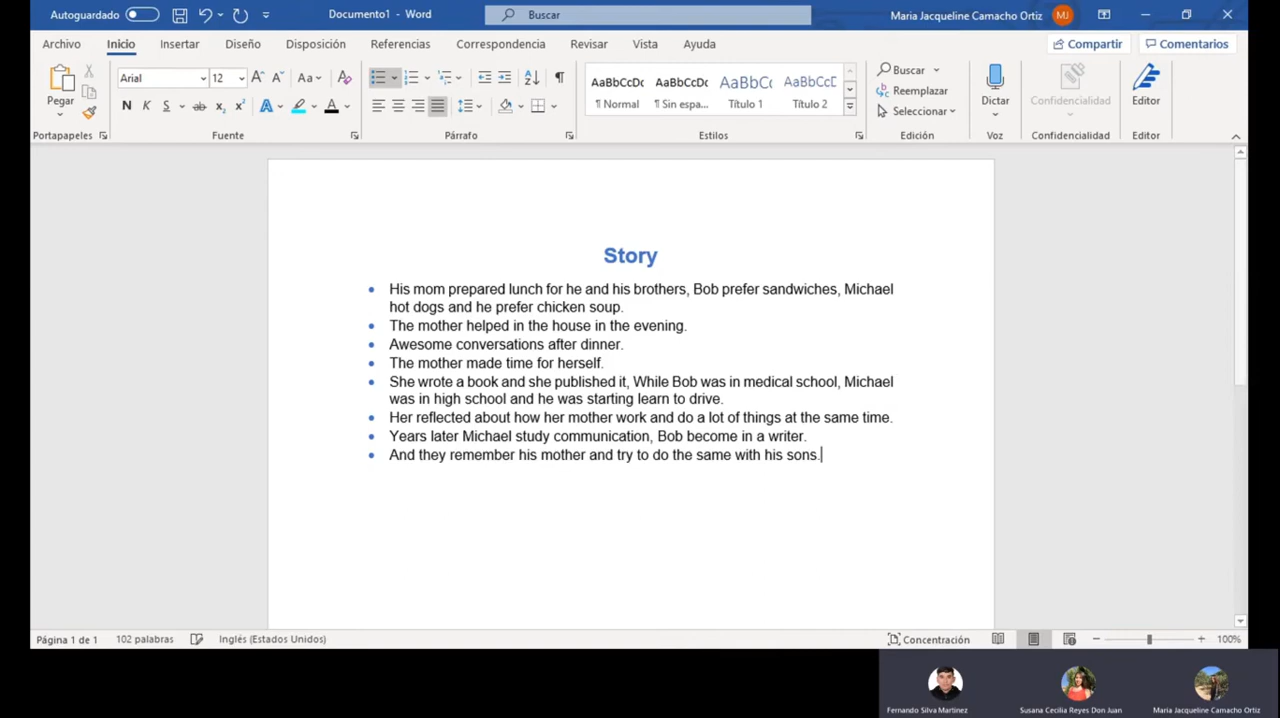 Autoguardado
Documento1 - Word
Buscar
Maria Jacqueline Camacho Ortiz
MJ
Archivo Inicio Insertar Diseño Disposición Referencias Correspondencia Revisar Vista Ayuda
Compartir Comentarios
Pegar
Arial 12
AaBbCcDc AaBbCcDc AaBbC( AaBbCcD
¶ Normal ¶ Sin espa... Título 1 Título 2
Buscar
Reemplazar
Seleccionar
Dictar
Confidencialidad
Editor
Portapapeles Fuente Párrafo Estilos Edición Voz Confidencialidad Editor
Story
• His mom prepared lunch for he and his brothers, Bob prefer sandwiches, Michael
hot dogs and he prefer chicken soup.
• The mother helped in the house in the evening.
• Awesome conversations after dinner.
• The mother made time for herself.
• She wrote a book and she published it, While Bob was in medical school, Michael
was in high school and he was starting learn to drive.
• Her reflected about how her mother work and do a lot of things at the same time.
• Years later Michael study communication, Bob become in a writer.
• And they remember his mother and try to do the same with his sons.
Página 1 de 1 102 palabras Inglés (Estados Unidos) Concentración 100%
Fernando Silva Martinez Susana Cecilia Reyes Don Juan Maria Jacqueline Camacho Ortiz